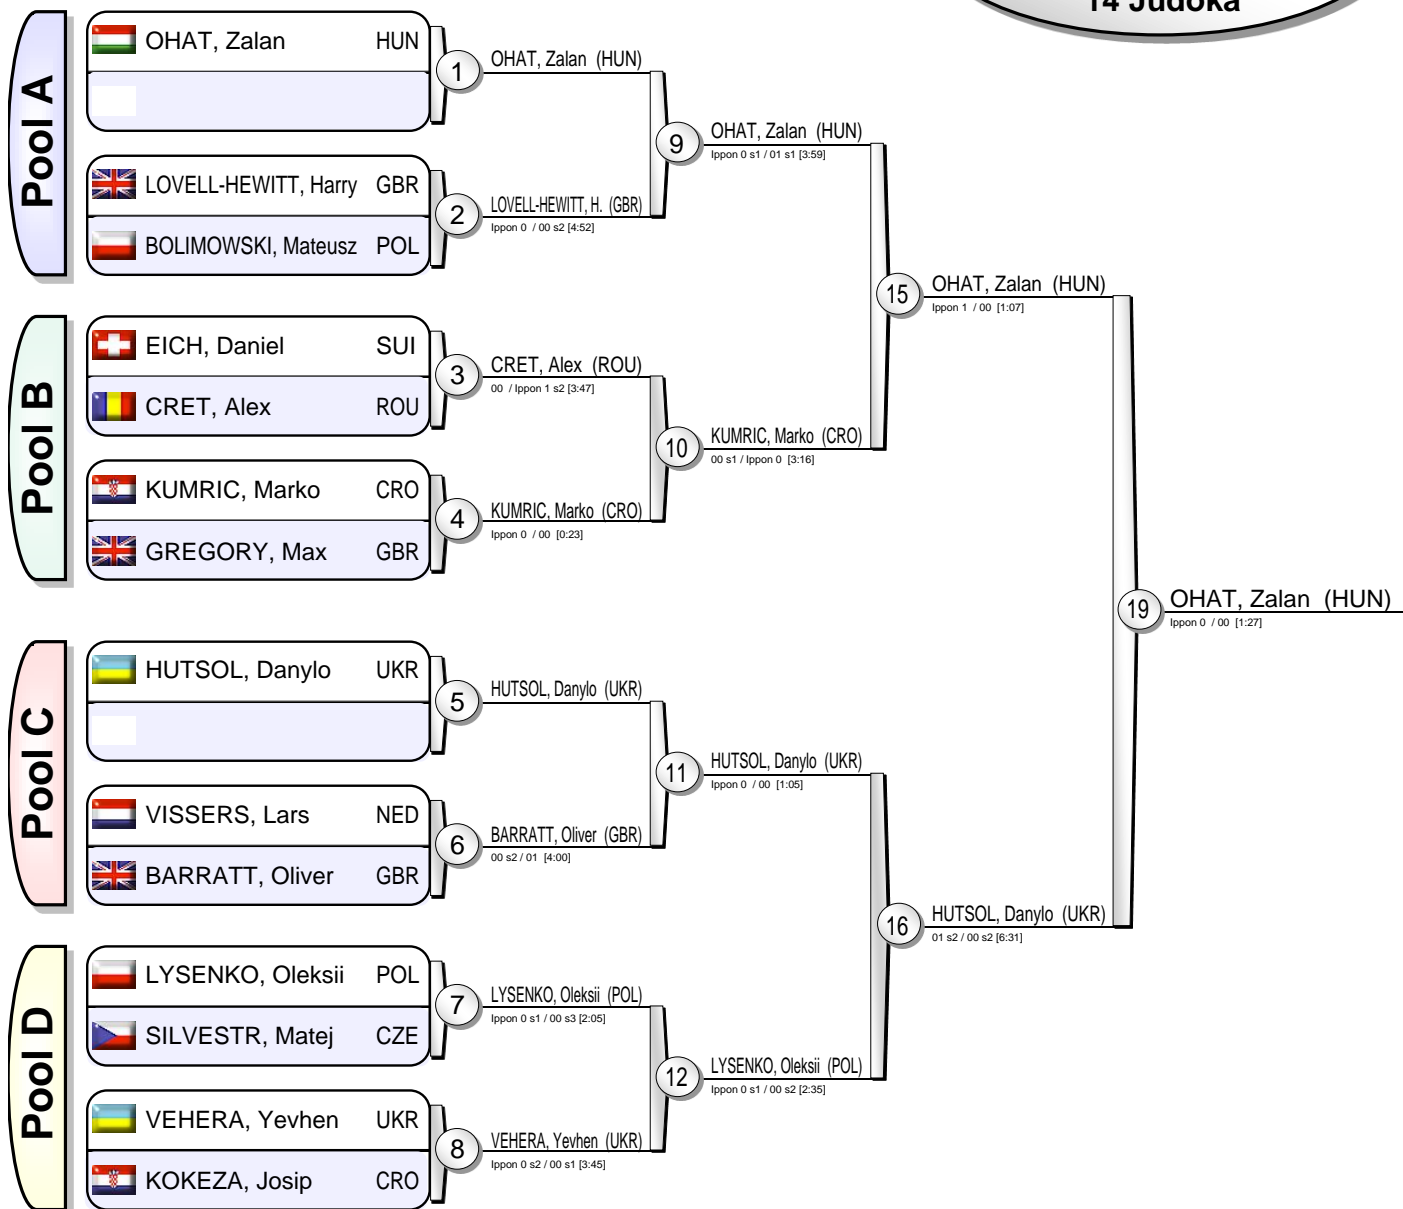 14 Judoka
Pool A
OHAT, Zalan HUN
LOVELL-HEWITT, Harry GBR
BOLIMOWSKI, Mateusz POL
Pool B
EICH, Daniel SUI
CRET, Alex ROU
KUMRIC, Marko CRO
GREGORY, Max GBR
Pool C
HUTSOL, Danylo UKR
VISSERS, Lars NED
BARRATT, Oliver GBR
Pool D
LYSENKO, Oleksii POL
SILVESTR, Matej CZE
VEHERA, Yevhen UKR
KOKEZA, Josip CRO
1
OHAT, Zalan (HUN)
2
LOVELL-HEWITT, H. (GBR)
Ippon 0 / 00 s2 [4:52]
3
CRET, Alex (ROU)
00 / Ippon 1 s2 [3:47]
4
KUMRIC, Marko (CRO)
Ippon 0 / 00 [0:23]
5
HUTSOL, Danylo (UKR)
6
BARRATT, Oliver (GBR)
00 s2 / 01 [4:00]
7
LYSENKO, Oleksii (POL)
Ippon 0 s1 / 00 s3 [2:05]
8
VEHERA, Yevhen (UKR)
Ippon 0 s2 / 00 s1 [3:45]
9
OHAT, Zalan (HUN)
Ippon 0 s1 / 01 s1 [3:59]
10
KUMRIC, Marko (CRO)
00 s1 / Ippon 0 [3:16]
11
HUTSOL, Danylo (UKR)
Ippon 0 / 00 [1:05]
12
LYSENKO, Oleksii (POL)
Ippon 0 s1 / 00 s2 [2:35]
15
OHAT, Zalan (HUN)
Ippon 1 / 00 [1:07]
16
HUTSOL, Danylo (UKR)
01 s2 / 00 s2 [6:31]
19
OHAT, Zalan (HUN)
Ippon 0 / 00 [1:27]